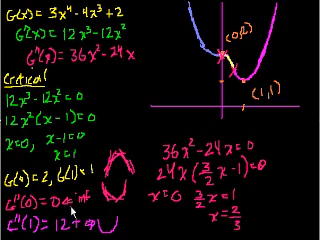 G(x) = 3x⁴ - 4x³ + 2
G'(x) = 12x³ - 12x²
G''(x) = 36x² - 24x
Critical
12x³ - 12x² = 0
12x²(x - 1) = 0
x = 0, x - 1 = 0
x = 1
G(0) = 2, G(1) = 1
G''(0) = 0 ← inf
G''(1) = 12 +
(0,2)
(1,1)
36x² - 24x = 0
24x(3/2 x - 1) = 0
x = 0 3/2 x = 1
x = 2/3